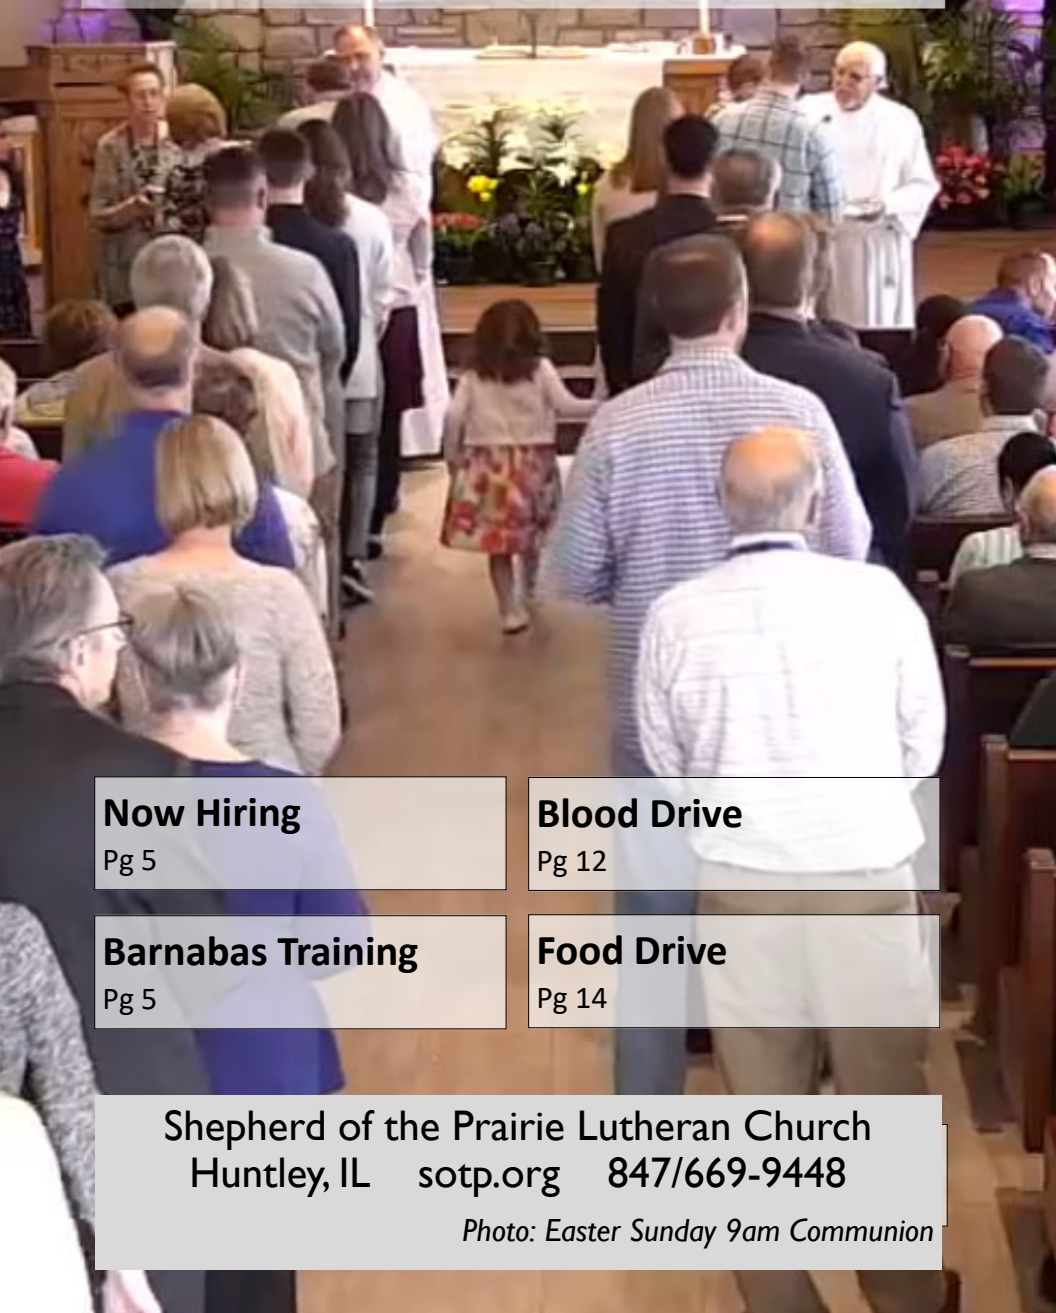 Now Hiring
Pg 5
Blood Drive
Pg 12
Barnabas Training
Pg 5
Food Drive
Pg 14
Shepherd of the Prairie Lutheran Church
Huntley, IL sotp.org 847/669-9448
Photo: Easter Sunday 9am Communion